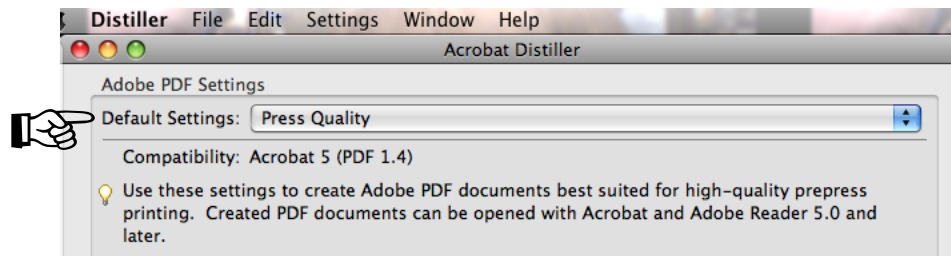 Distiller File Edit Settings Window Help
Acrobat Distiller
Adobe PDF Settings
Default Settings: Press Quality
Compatibility: Acrobat 5 (PDF 1.4)
Use these settings to create Adobe PDF documents best suited for high-quality prepress
printing. Created PDF documents can be opened with Acrobat and Adobe Reader 5.0 and
later.